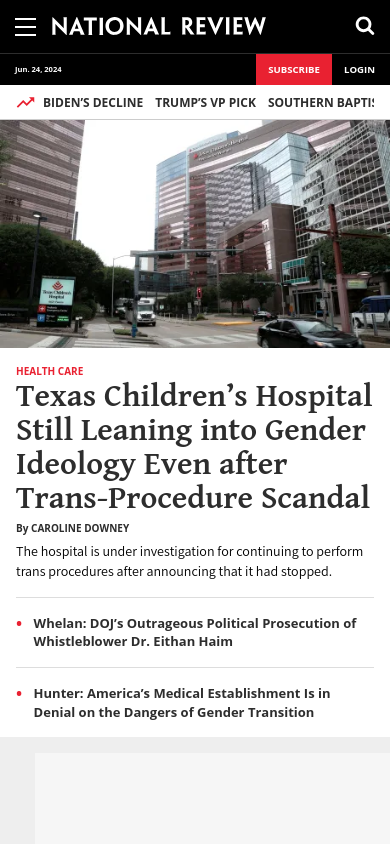 NATIONAL REVIEW
Jun. 24, 2024
SUBSCRIBE
LOGIN
BIDEN’S DECLINE TRUMP’S VP PICK SOUTHERN BAPTIS
HEALTH CARE
Texas Children’s Hospital
Still Leaning into Gender
Ideology Even after
Trans-Procedure Scandal
By CAROLINE DOWNEY
The hospital is under investigation for continuing to perform
trans procedures after announcing that it had stopped.
• Whelan: DOJ’s Outrageous Political Prosecution of
Whistleblower Dr. Eithan Haim
• Hunter: America’s Medical Establishment Is in
Denial on the Dangers of Gender Transition